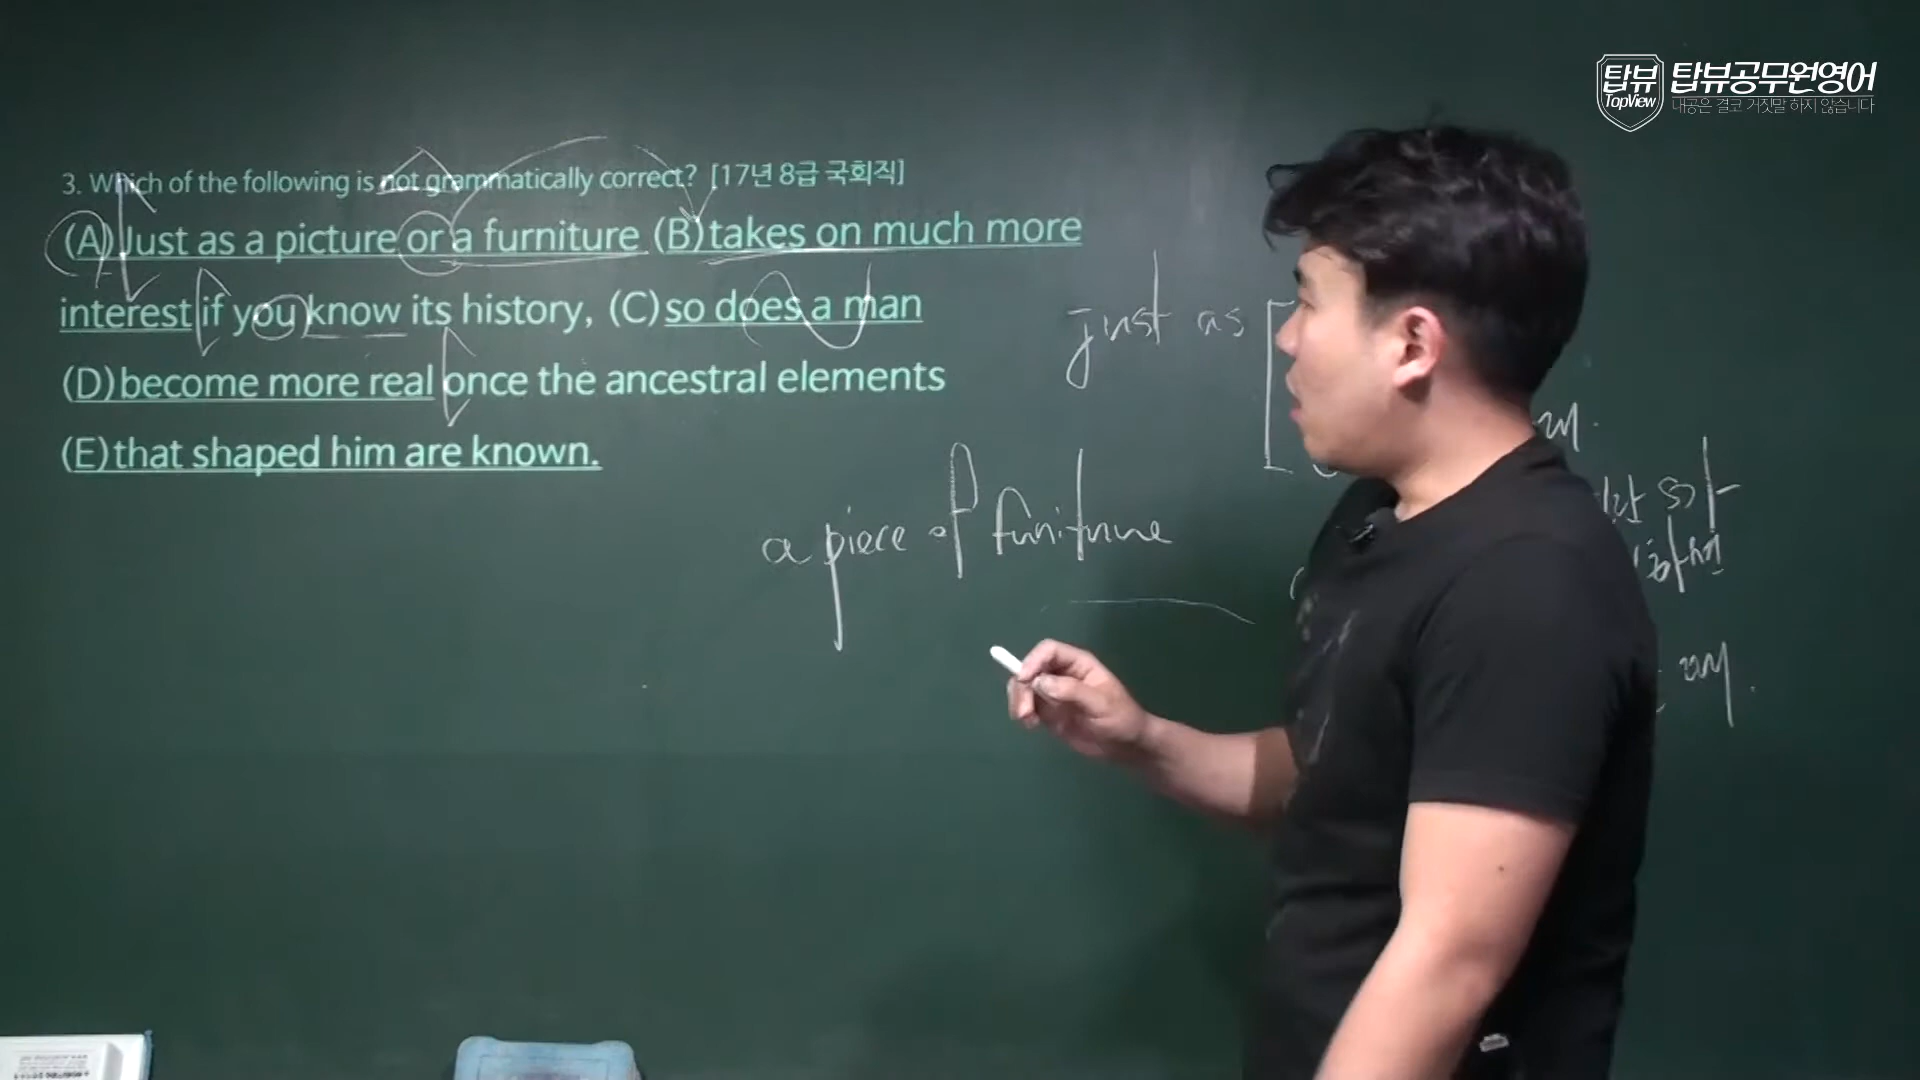 탑뷰 TopView 탑뷰공무원영어
내공은 결코 거짓말 하지 않습니다
3. Which of the following is not grammatically correct? [17년 8급 국회직]
(A) Just as a picture or a furniture (B) takes on much more
interest if you know its history, (C) so does a man
(D) become more real once the ancestral elements
(E) that shaped him are known.
just as
a piece of furniture